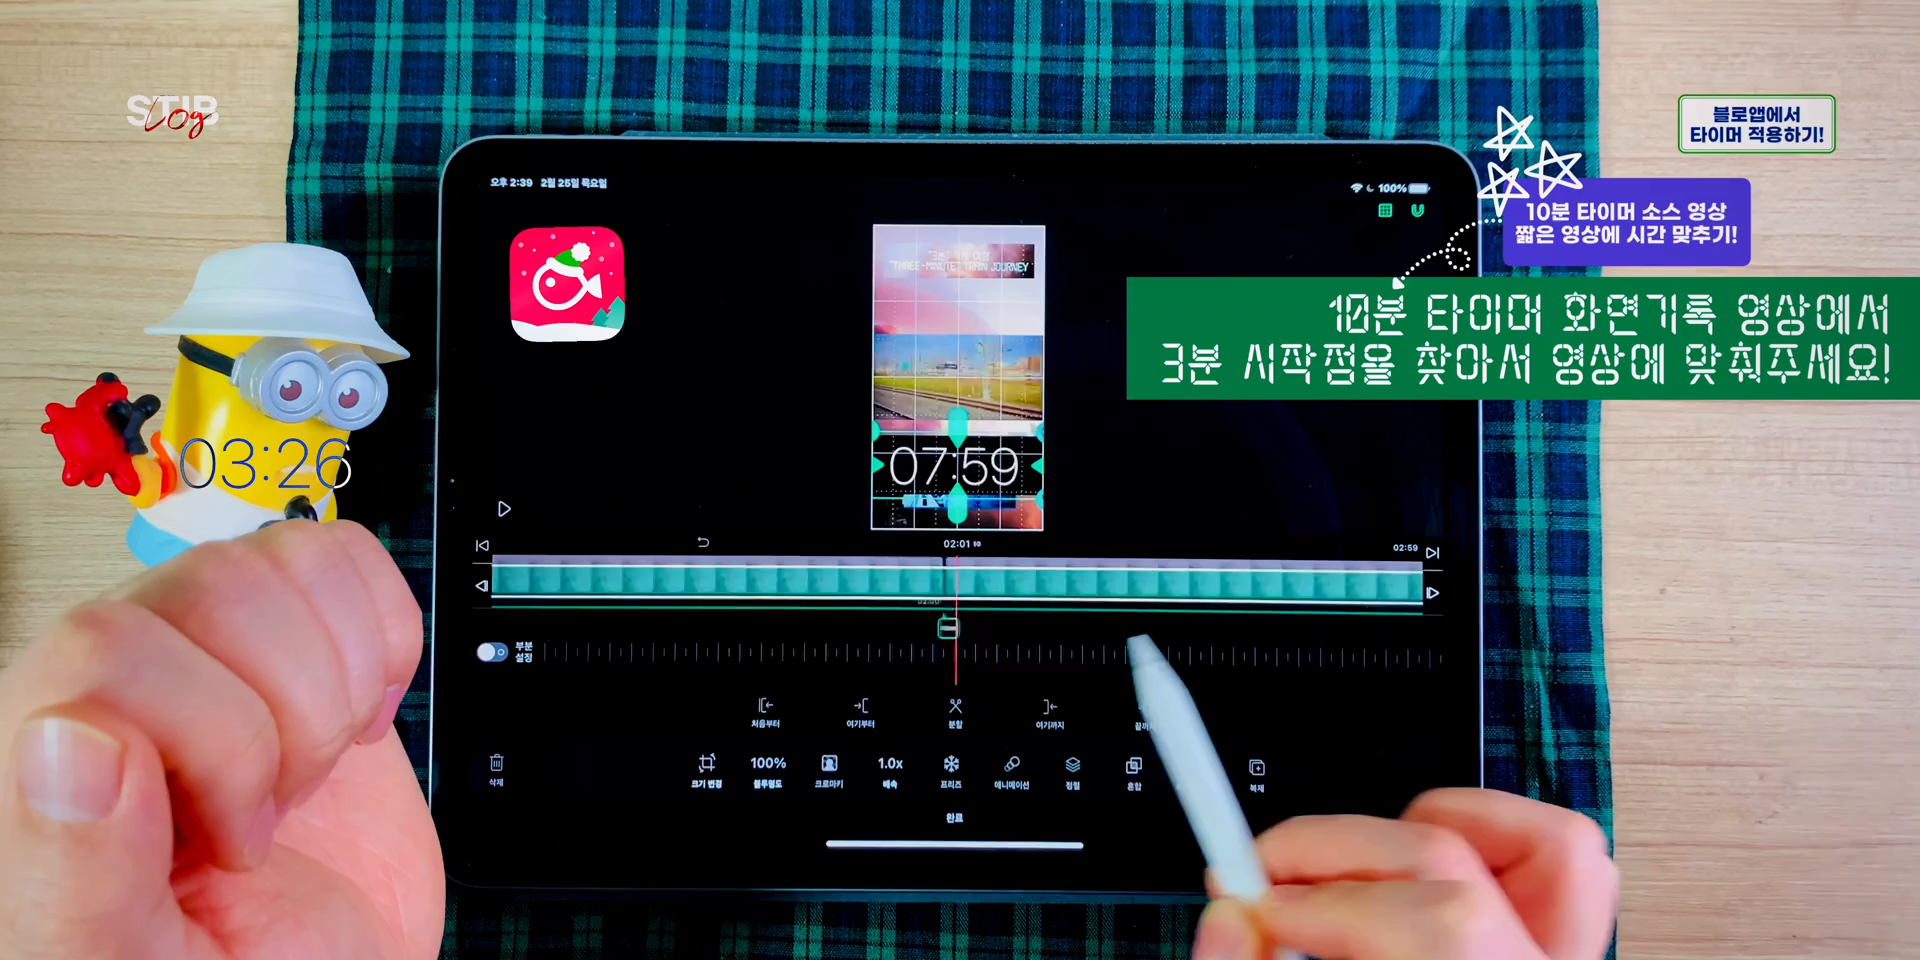 STIB
Log
블로앱에서
타이머 적용하기!
10분 타이머 소스 영상
짧은 영상에 시간 맞추기!
10분 타이머 화면기록 영상에서
3분 시작점을 찾아서 영상에 맞춰주세요!
03:26
오후 2:39 2월 25일 목요일
100%
"THREE-MINUTE" TRAIN JOURNEY
07:59
02:01
02:59
부분
설정
처음부터
여기부터
분할
여기까지
삭제
크기 변경
100%
불투명도
크로마키
1.0x
배속
프리즈
애니메이션
정렬
혼합
복제
완료